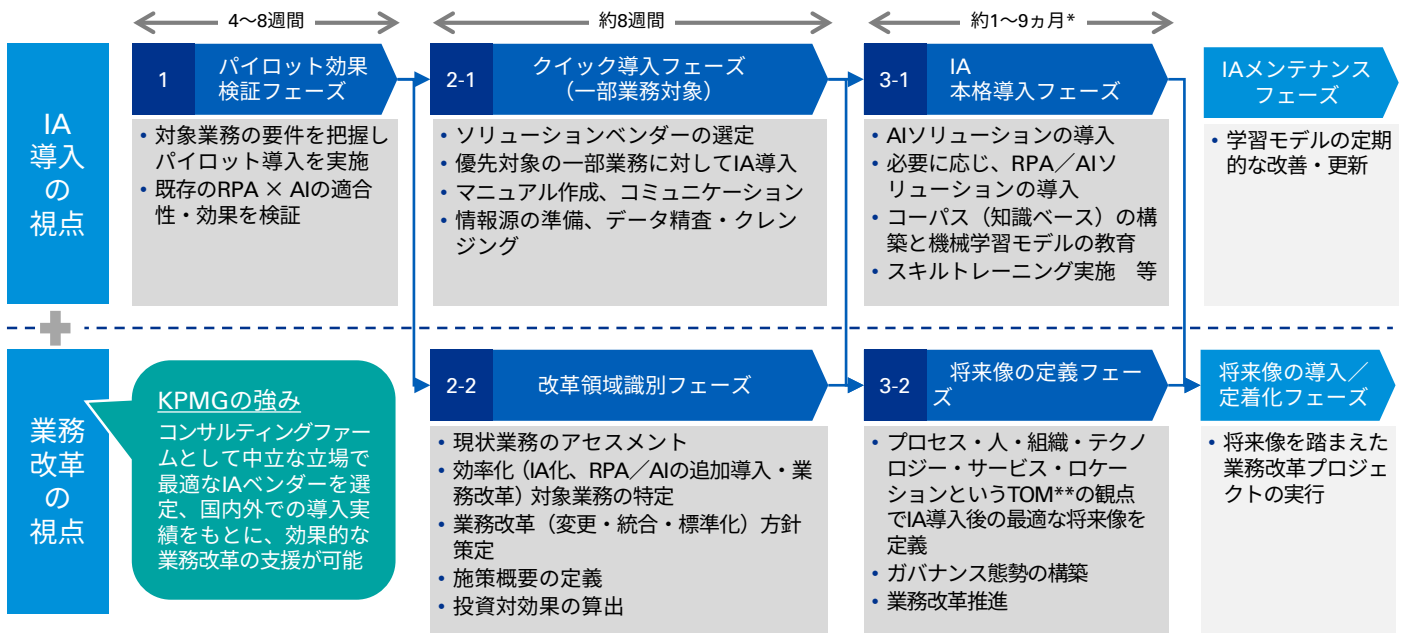 4～8週間
約8週間
約1～9ヵ月*
IA
導入
の
視点
1
パイロット効果
検証フェーズ
• 対象業務の要件を把握し
パイロット導入を実施
• 既存のRPA × AIの適合
性・効果を検証
2-1
クイック導入フェーズ
（一部業務対象）
• ソリューションベンダーの選定
• 優先対象の一部業務に対してIA導入
• マニュアル作成、コミュニケーション
• 情報源の準備、データ精査・クレン
ジング
3-1
IA
本格導入フェーズ
• AIソリューションの導入
• 必要に応じ、RPA／AIソ
リューションの導入
• コーパス（知識ベース）の構
築と機械学習モデルの教育
• スキルトレーニング実施　等
IAメンテナンス
フェーズ
• 学習モデルの定期
的な改善・更新
業務
改革
の
視点
KPMGの強み
コンサルティングファー
ムとして中立な立場で
最適なIAベンダーを選
定、国内外での導入実
績をもとに、効果的な
業務改革の支援が可能
2-2
改革領域識別フェーズ
• 現状業務のアセスメント
• 効率化（IA化、RPA／AIの追加導入・業
務改革）対象業務の特定
• 業務改革（変更・統合・標準化）方針
策定
• 施策概要の定義
• 投資対効果の算出
3-2
将来像の定義フェー
ズ
• プロセス・人・組織・テクノ
ロジー・サービス・ロケー
ションというTOM**の観点
でIA導入後の最適な将来像を
定義
• ガバナンス態勢の構築
• 業務改革推進
将来像の導入／
定着化フェーズ
• 将来像を踏まえた
業務改革プロジェ
クトの実行